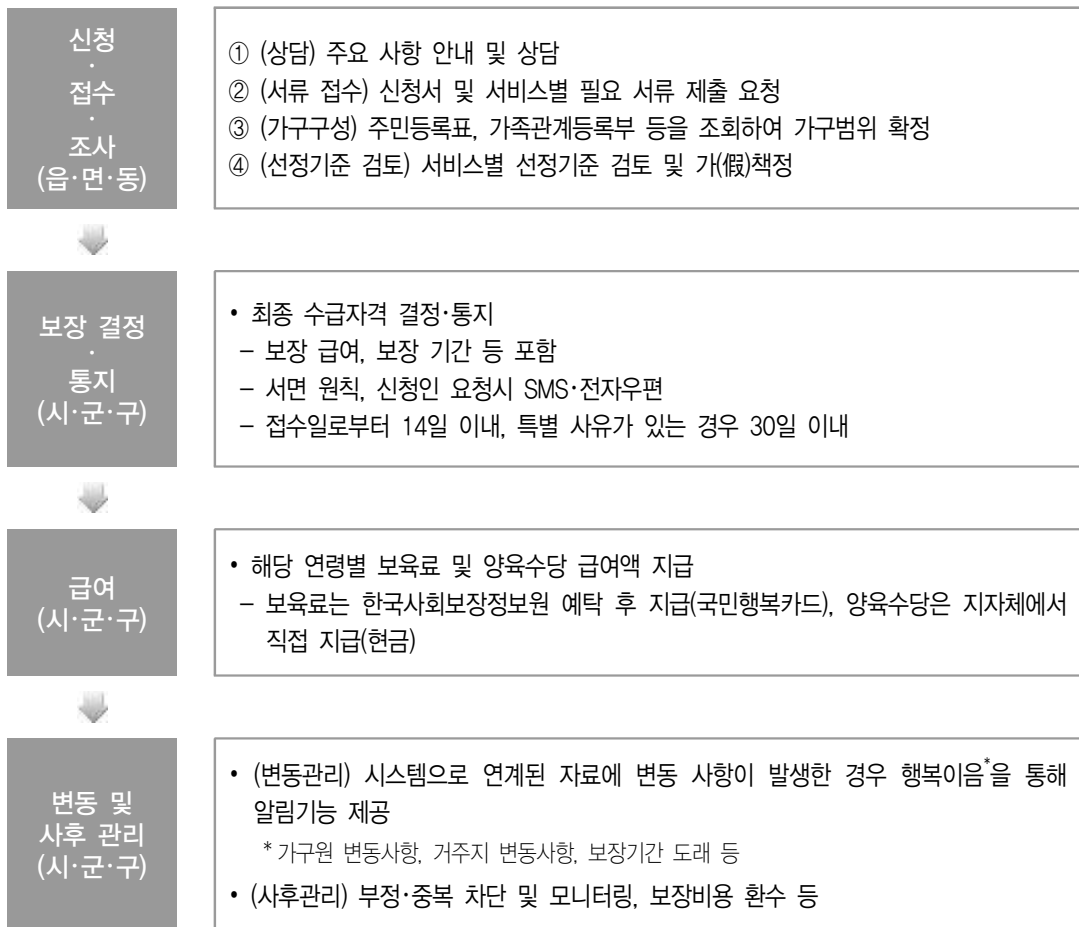 신청
·
접수
·
조사
(읍·면·동)
① (상담) 주요 사항 안내 및 상담
② (서류 접수) 신청서 및 서비스별 필요 서류 제출 요청
③ (가구구성) 주민등록표, 가족관계등록부 등을 조회하여 가구범위 확정
④ (선정기준 검토) 서비스별 선정기준 검토 및 가(假)책정
보장 결정
·
통지
(시·군·구)
• 최종 수급자격 결정·통지
– 보장 급여, 보장 기간 등 포함
– 서면 원칙, 신청인 요청시 SMS·전자우편
– 접수일로부터 14일 이내, 특별 사유가 있는 경우 30일 이내
급여
(시·군·구)
• 해당 연령별 보육료 및 양육수당 급여액 지급
– 보육료는 한국사회보장정보원 예탁 후 지급(국민행복카드), 양육수당은 지자체에서
직접 지급(현금)
변동 및
사후 관리
(시·군·구)
• (변동관리) 시스템으로 연계된 자료에 변동 사항이 발생한 경우 행복이음*을 통해
알림기능 제공
* 가구원 변동사항, 거주지 변동사항, 보장기간 도래 등
• (사후관리) 부정·중복 차단 및 모니터링, 보장비용 환수 등